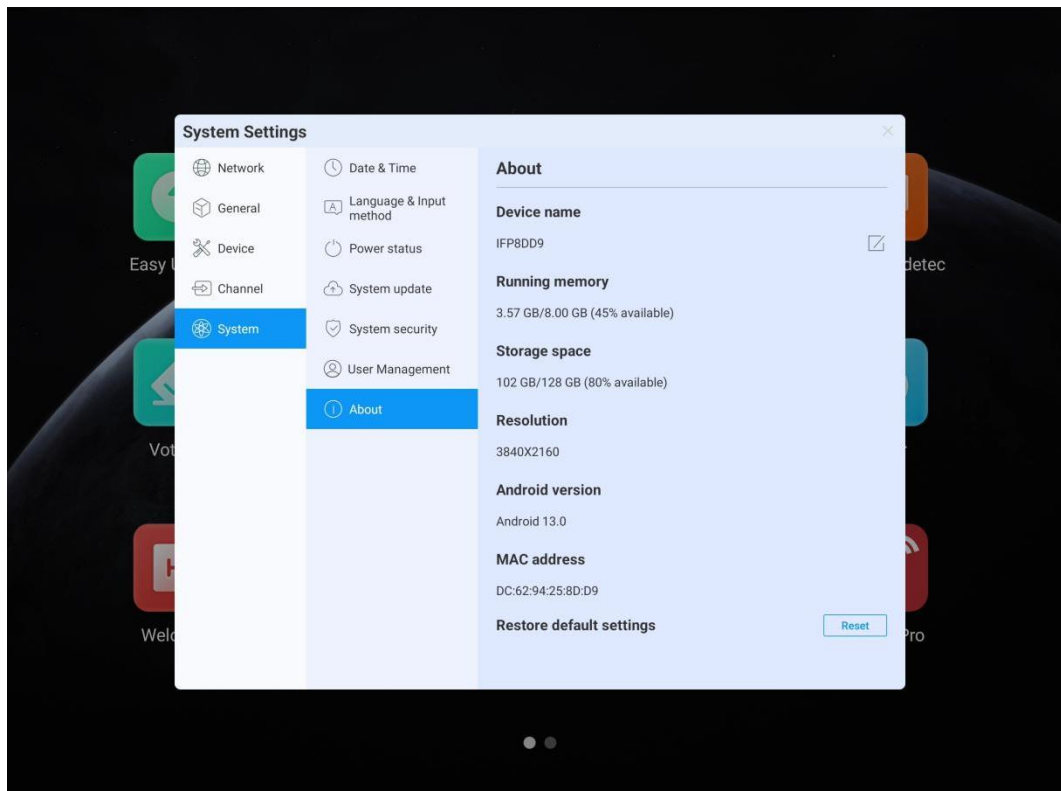 System Settings
Network
General
Device
Channel
System
Date & Time
Language & Input
method
Power status
System update
System security
User Management
About
About
Device name
IFP8DD9
Running memory
3.57 GB/8.00 GB (45% available)
Storage space
102 GB/128 GB (80% available)
Resolution
3840X2160
Android version
Android 13.0
MAC address
DC:62:94:25:8D:D9
Restore default settings
Reset
Easy